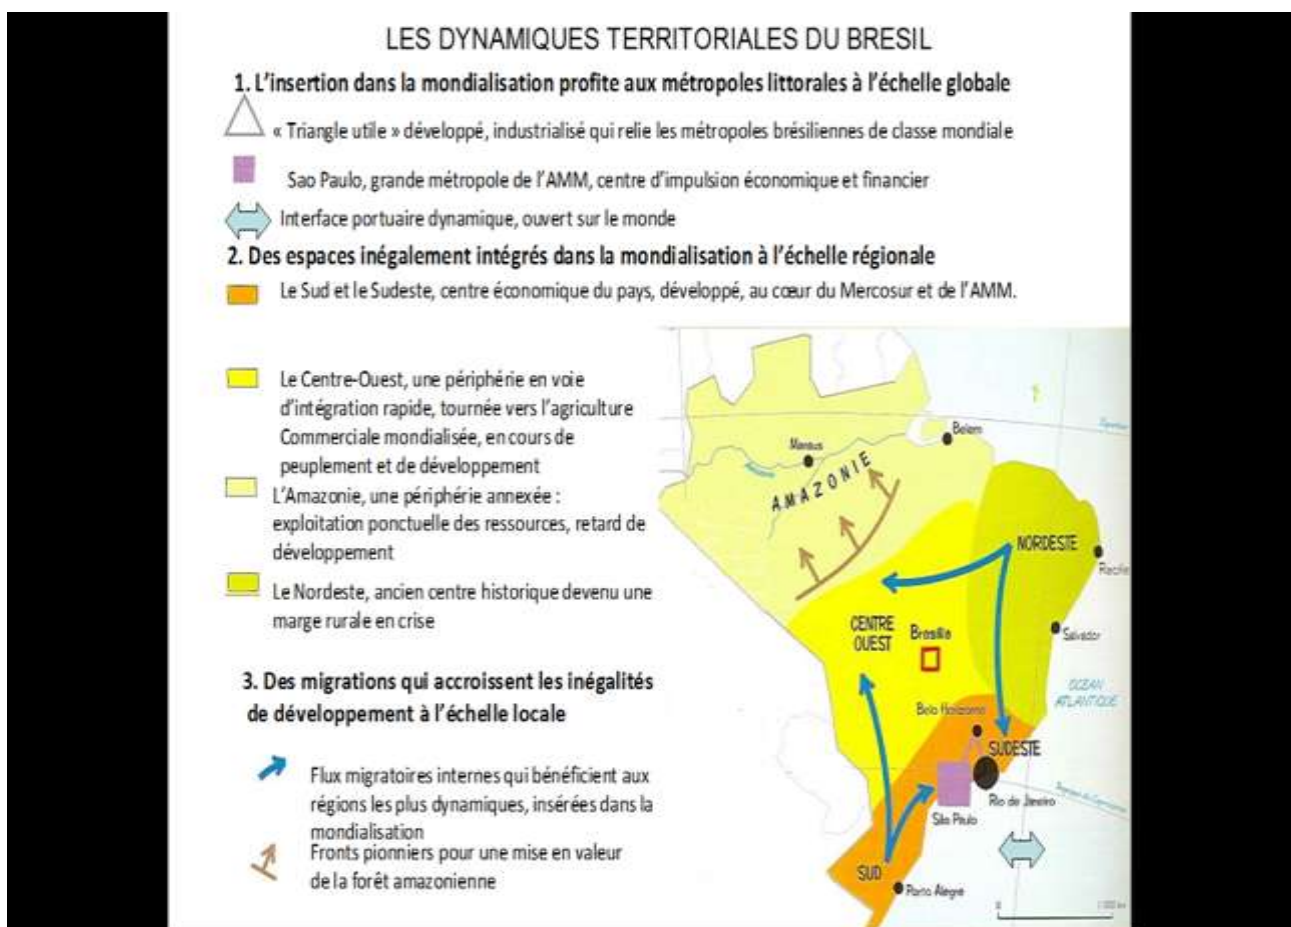 LES DYNAMIQUES TERRITORIALES DU BRESIL
1. L'insertion dans la mondialisation profite aux métropoles littorales à l'échelle globale
« Triangle utile » développé, industrialisé qui relie les métropoles brésiliennes de classe mondiale
Sao Paulo, grande métropole de l'AMM, centre d'impulsion économique et financier
Interface portuaire dynamique, ouvert sur le monde
2. Des espaces inégalement intégrés dans la mondialisation à l'échelle régionale
Le Sud et le Sudeste, centre économique du pays, développé, au cœur du Mercosur et de l'AMM.
Le Centre-Ouest, une périphérie en voie
d'intégration rapide, tournée vers l'agriculture
Commerciale mondialisée, en cours de
peuplement et de développement
L'Amazonie, une périphérie annexée :
exploitation ponctuelle des ressources, retard de
développement
Le Nordeste, ancien centre historique devenu une
marge rurale en crise
3. Des migrations qui accroissent les inégalités
de développement à l'échelle locale
Flux migratoires internes qui bénéficient aux
régions les plus dynamiques, insérées dans la
mondialisation
Fronts pionniers pour une mise en valeur
de la forêt amazonienne
Belem
Manaus
AMAZONIE
NORDESTE
Recife
CENTRE
OUEST
Brasilia
Salvador
OCEAN
ATLANTIQUE
Belo Horizonte
SUDESTE
Rio de Janeiro
São Paulo
SUD
Porto Alegre